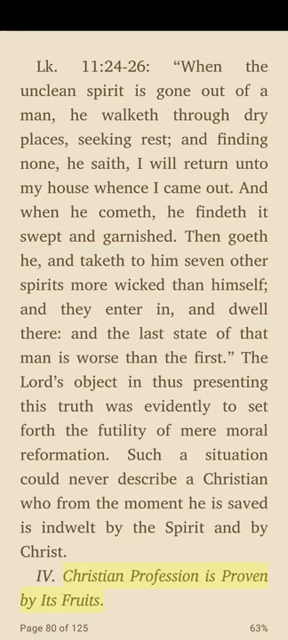 Lk. 11:24-26: “When the
unclean spirit is gone out of a
man, he walketh through dry
places, seeking rest; and finding
none, he saith, I will return unto
my house whence I came out. And
when he cometh, he findeth it
swept and garnished. Then goeth
he, and taketh to him seven other
spirits more wicked than himself;
and they enter in, and dwell
there: and the last state of that
man is worse than the first.” The
Lord’s object in thus presenting
this truth was evidently to set
forth the futility of mere moral
reformation. Such a situation
could never describe a Christian
who from the moment he is saved
is indwelt by the Spirit and by
Christ.
IV. Christian Profession is Proven
by Its Fruits.
Page 80 of 125 63%